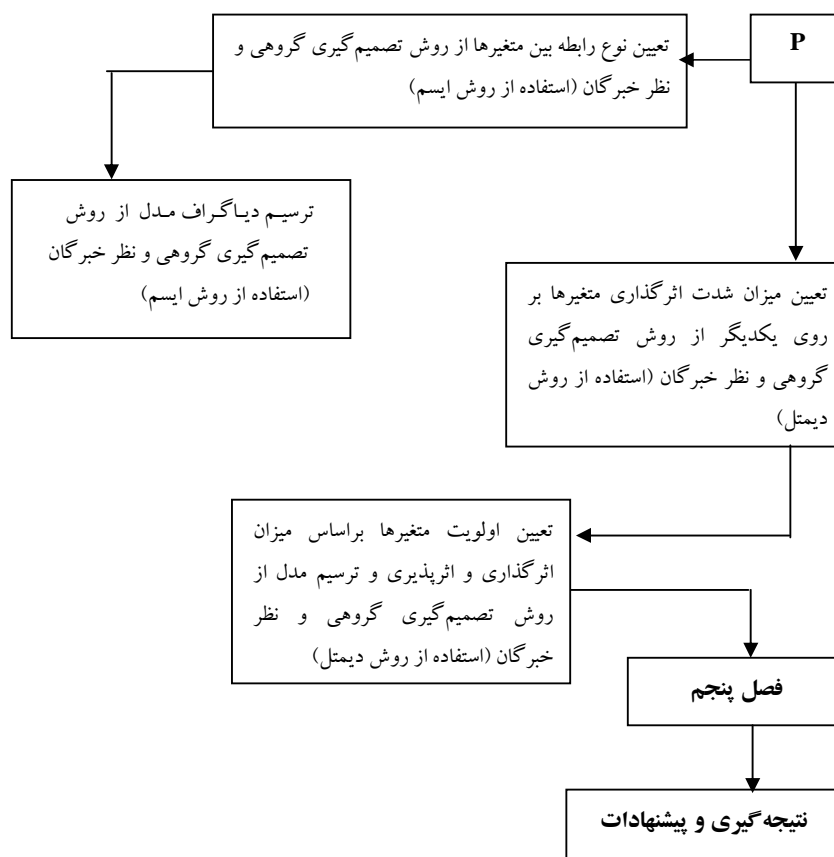 P
تعیین نوع رابطه بین متغیرها از روش تصمیم‌گیری گروهی و
نظر خبرگان (استفاده از روش ایسم)
ترسیم دیاگراف مدل از روش
تصمیم‌گیری گروهی و نظر خبرگان
(استفاده از روش ایسم)
تعیین میزان شدت اثرگذاری متغیرها بر
روی یکدیگر از روش تصمیم‌گیری
گروهی و نظر خبرگان (استفاده از روش
دیمتل)
تعیین اولویت متغیرها براساس میزان
اثرگذاری و اثرپذیری و ترسیم مدل از
روش تصمیم‌گیری گروهی و نظر
خبرگان (استفاده از روش دیمتل)
فصل پنجم
نتیجه‌گیری و پیشنهادات